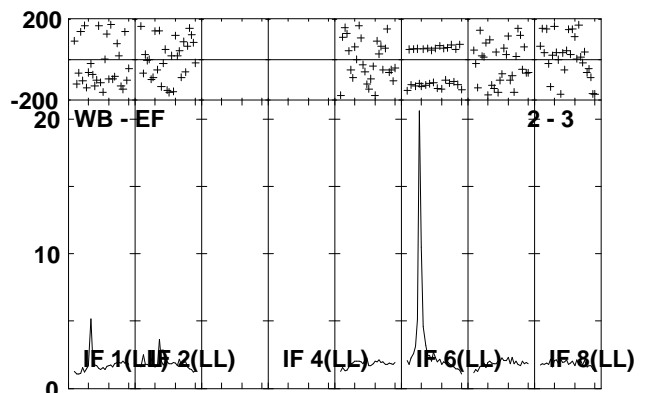 200
-200
20
WB - EF
2 - 3
10
IF 1(LL)
IF 2(LL)
IF 4(LL)
IF 6(LL)
IF 8(LL)
0